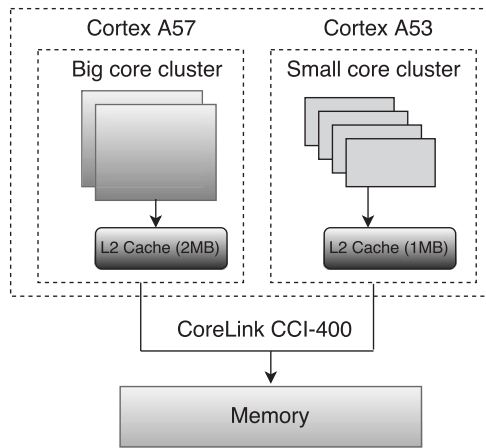 Cortex A57
Cortex A53
Big core cluster
Small core cluster
L2 Cache (2MB)
L2 Cache (1MB)
CoreLink CCI-400
Memory